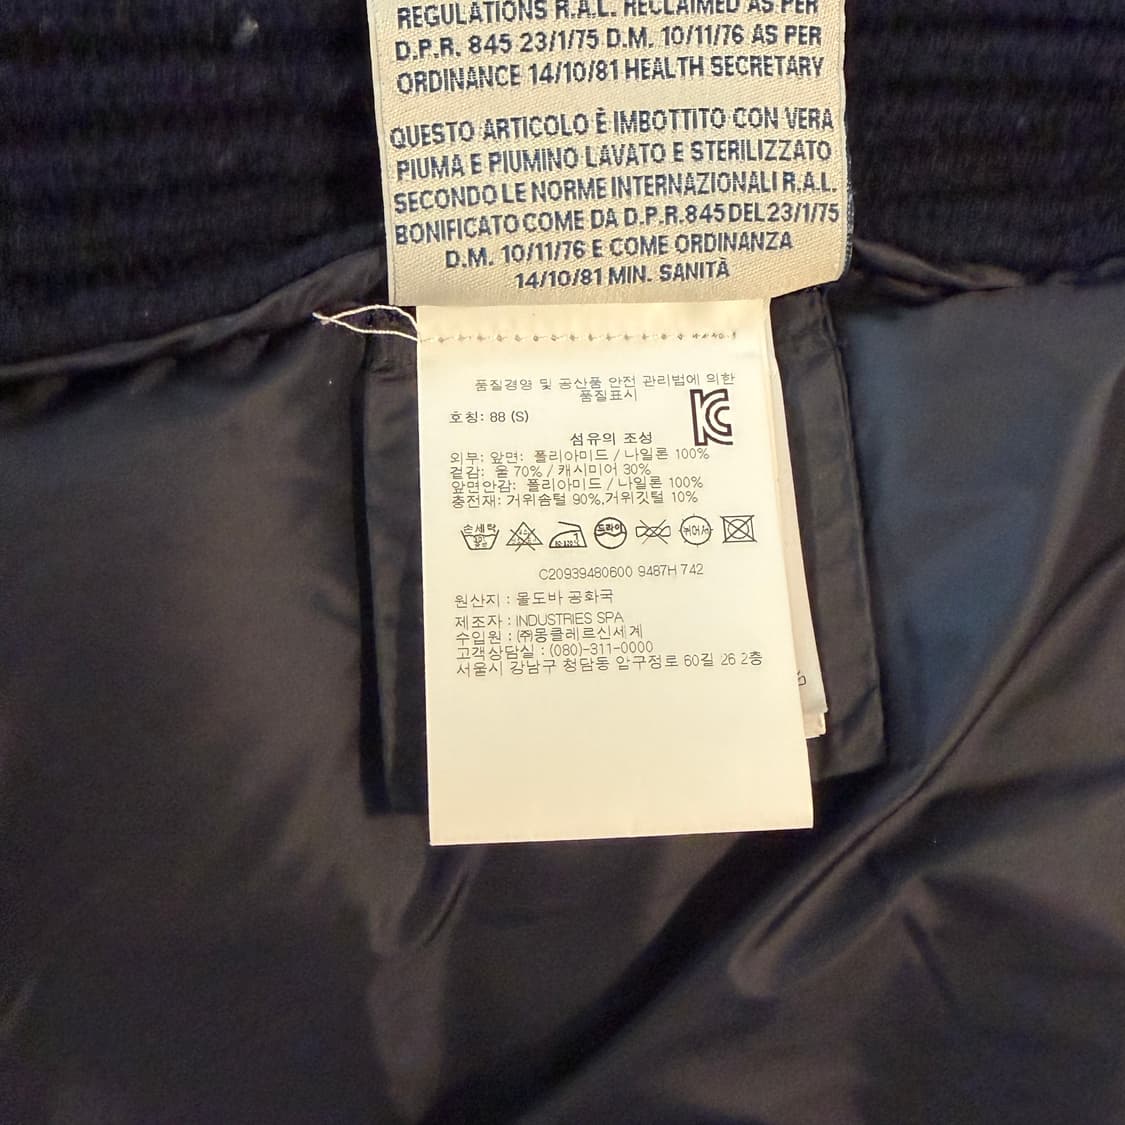 REGULATIONS R.A.L. RECLAIMED AS PER
D.P.R. 845 23/1/75 D.M. 10/11/76 AS PER
ORDINANCE 14/10/81 HEALTH SECRETARY
QUESTO ARTICOLO È IMBOTTITO CON VERA
PIUMA E PIUMINO LAVATO E STERILIZZATO
SECONDO LE NORME INTERNAZIONALI R.A.L.
BONIFICATO COME DA D.P.R. 845 DEL 23/1/75
D.M. 10/11/76 E COME ORDINANZA
14/10/81 MIN. SANITÀ
품질경영 및 공산품 안전 관리법에 의한
품질표시
호칭: 88 (S)
섬유의 조성
외부: 앞면: 폴리아미드 / 나일론 100%
겉감: 울 70% / 캐시미어 30%
앞면안감: 폴리아미드 / 나일론 100%
충전재: 거위솜털 90%,거위깃털 10%
손세탁 드라이
C20939480600 9487H 742
원산지 : 몰도바 공화국
제조자 : INDUSTRIES SPA
수입원 : ㈜몽클레르신세계
고객상담실 : (080)-311-0000
서울시 강남구 청담동 압구정로 60길 26 2층